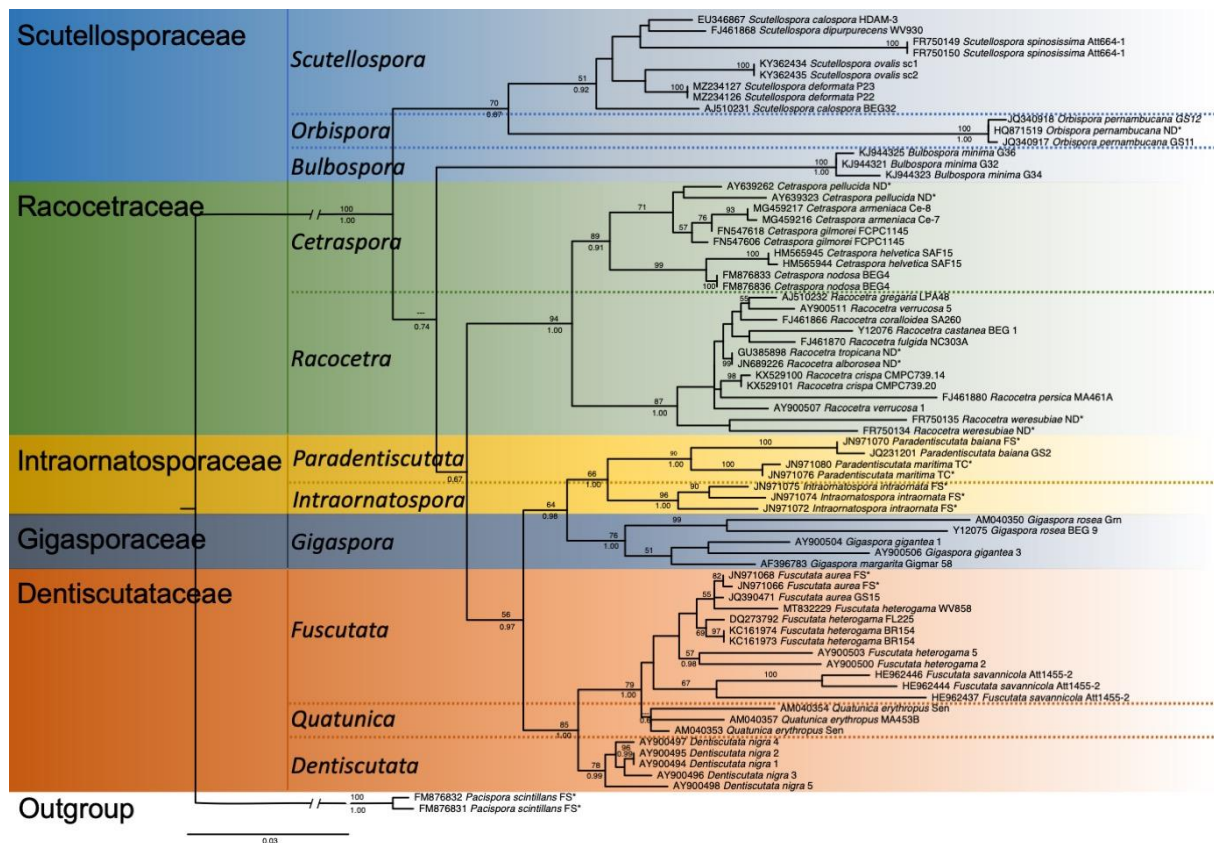 Scutellosporaceae
Scutellospora
EU346867 Scutellospora calospora HDAM-3
FJ461868 Scutellospora dipurpurecens WV930
100
FR750149 Scutellospora spinosissima Att664-1
FR750150 Scutellospora spinosissima Att664-1
100
KY362434 Scutellospora ovalis sc1
KY362435 Scutellospora ovalis sc2
51
0.92
100
MZ234127 Scutellospora deformata P23
MZ234126 Scutellospora deformata P22
AJ510231 Scutellospora calospora BEG32
70
0.67
Orbispora
JQ340918 Orbispora pernambucana GS12
100
1.00
HQ871519 Orbispora pernambucana ND*
JQ340917 Orbispora pernambucana GS11
Bulbospora
KJ944325 Bulbospora minima G36
100
1.00
KJ944321 Bulbospora minima G32
KJ944323 Bulbospora minima G34
Racocetraceae
100
1.00
Cetraspora
AY639262 Cetraspora pellucida ND*
AY639323 Cetraspora pellucida ND*
71
93
MG459217 Cetraspora armeniaca Ce-8
MG459216 Cetraspora armeniaca Ce-7
76
57
FN547618 Cetraspora gilmorei FCPC1145
FN547606 Cetraspora gilmorei FCPC1145
89
0.91
100
HM565945 Cetraspora helvetica SAF15
HM565944 Cetraspora helvetica SAF15
99
FM876833 Cetraspora nodosa BEG4
100
FM876836 Cetraspora nodosa BEG4
---
0.74
94
1.00
Racocetra
55
AJ510232 Racocetra gregaria LPA48
AY900511 Racocetra verrucosa 5
FJ461866 Racocetra coralloidea SA260
Y12076 Racocetra castanea BEG 1
FJ461870 Racocetra fulgida NC303A
GU385898 Racocetra tropicana ND*
99
JN689226 Racocetra alborosea ND*
98
KX529100 Racocetra crispa CMPC739.14
KX529101 Racocetra crispa CMPC739.20
FJ461880 Racocetra persica MA461A
87
1.00
AY900507 Racocetra verrucosa 1
FR750135 Racocetra weresubiae ND*
FR750134 Racocetra weresubiae ND*
Intraornatosporaceae
Paradentiscutata
100
JN971070 Paradentiscutata baiana FS*
JQ231201 Paradentiscutata baiana GS2
90
1.00
100
JN971080 Paradentiscutata maritima TC*
JN971076 Paradentiscutata maritima TC*
0.67
66
1.00
Intraornatospora
90
JN971075 Intraornatospora intraornata FS*
JN971074 Intraornatospora intraornata FS*
96
1.00
JN971072 Intraornatospora intraornata FS*
64
0.98
Gigasporaceae
Gigaspora
99
AM040350 Gigaspora rosea Grn
Y12075 Gigaspora rosea BEG 9
76
1.00
AY900504 Gigaspora gigantea 1
51
AY900506 Gigaspora gigantea 3
AF396783 Gigaspora margarita Gigmar 58
Dentiscutataceae
56
0.97
Fuscutata
82
JN971068 Fuscutata aurea FS*
JN971066 Fuscutata aurea FS*
55
JQ390471 Fuscutata aurea GS15
MT832229 Fuscutata heterogama WV858
DQ273792 Fuscutata heterogama FL225
69
97
KC161974 Fuscutata heterogama BR154
KC161973 Fuscutata heterogama BR154
57
0.98
AY900503 Fuscutata heterogama 5
AY900500 Fuscutata heterogama 2
100
HE962446 Fuscutata savannicola Att1455-2
67
HE962444 Fuscutata savannicola Att1455-2
HE962437 Fuscutata savannicola Att1455-2
79
1.00
Quatunica
AM040354 Quatunica erythropus Sen
AM040357 Quatunica erythropus MA453B
AM040353 Quatunica erythropus Sen
85
1.00
Dentiscutata
AY900497 Dentiscutata nigra 4
96
0.99
AY900495 Dentiscutata nigra 2
AY900494 Dentiscutata nigra 1
78
0.99
AY900496 Dentiscutata nigra 3
AY900498 Dentiscutata nigra 5
Outgroup
100
1.00
FM876832 Pacispora scintillans FS*
FM876831 Pacispora scintillans FS*
0.03